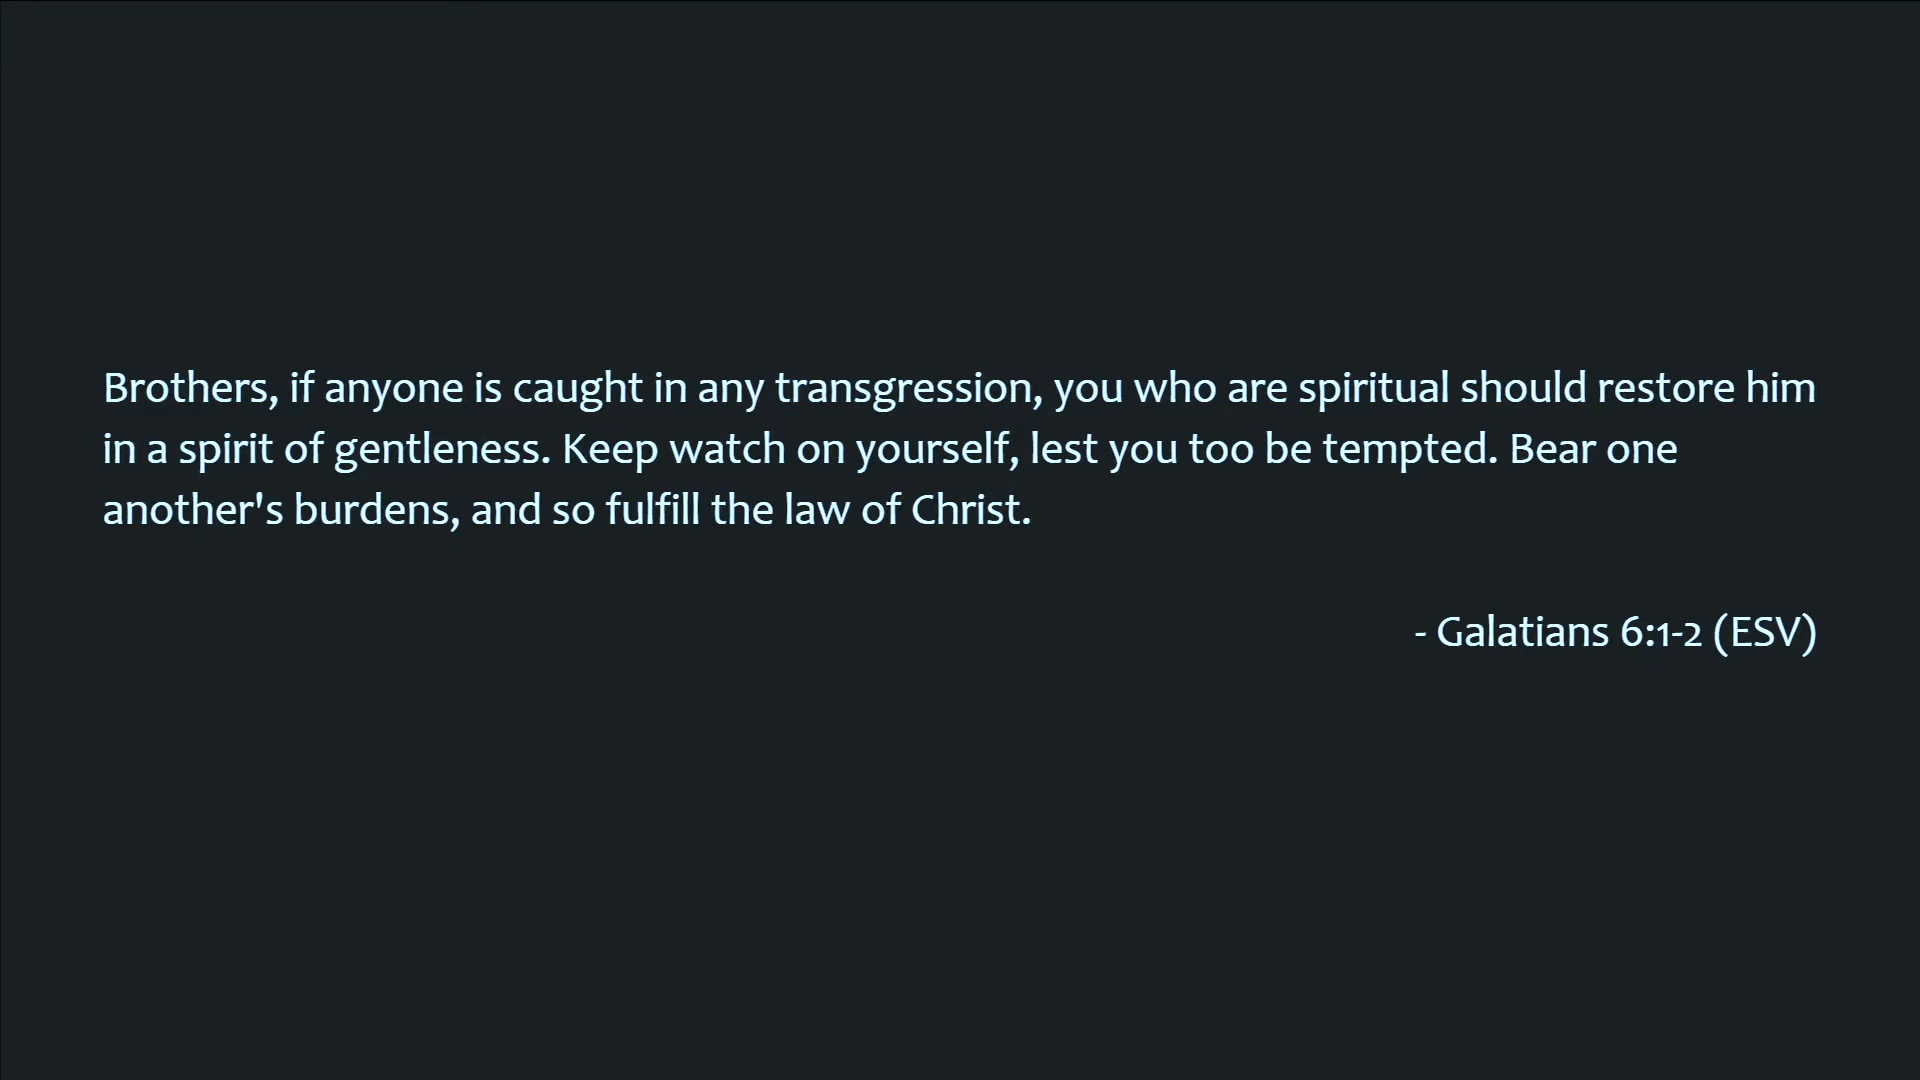 Brothers, if anyone is caught in any transgression, you who are spiritual should restore him
in a spirit of gentleness. Keep watch on yourself, lest you too be tempted. Bear one
another's burdens, and so fulfill the law of Christ.
- Galatians 6:1-2 (ESV)